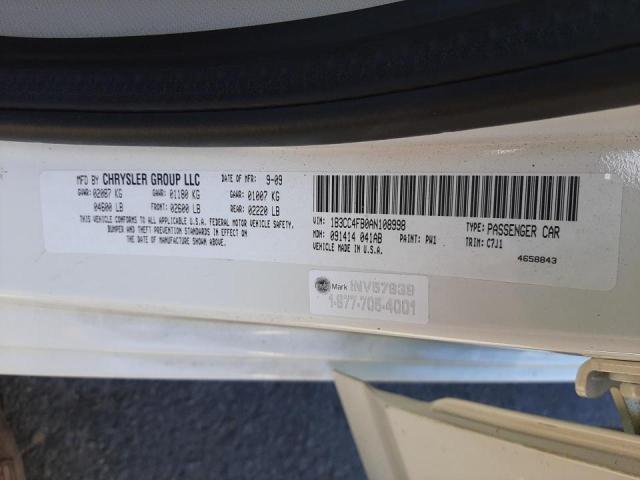 MFD BY CHRYSLER GROUP LLC DATE OF MFR: 9-09
GVWR: 02087 KG GAWR: 01180 KG GAWR: 01007 KG
04600 LB FRONT: 02600 LB REAR: 02220 LB
THIS VEHICLE CONFORMS TO ALL APPLICABLE U.S.A. FEDERAL MOTOR VEHICLE SAFETY,
BUMPER AND THEFT PREVENTION STANDARDS IN EFFECT ON
THE DATE OF MANUFACTURE SHOWN ABOVE.
VIN: 1B3CC4FB0AN108998 TYPE: PASSENGER CAR
MDH: 091414 041AB PAINT: PW1 TRIM: C7J1
VEHICLE MADE IN U.S.A.
4658843
Mark INV57839
1-877-705-4001